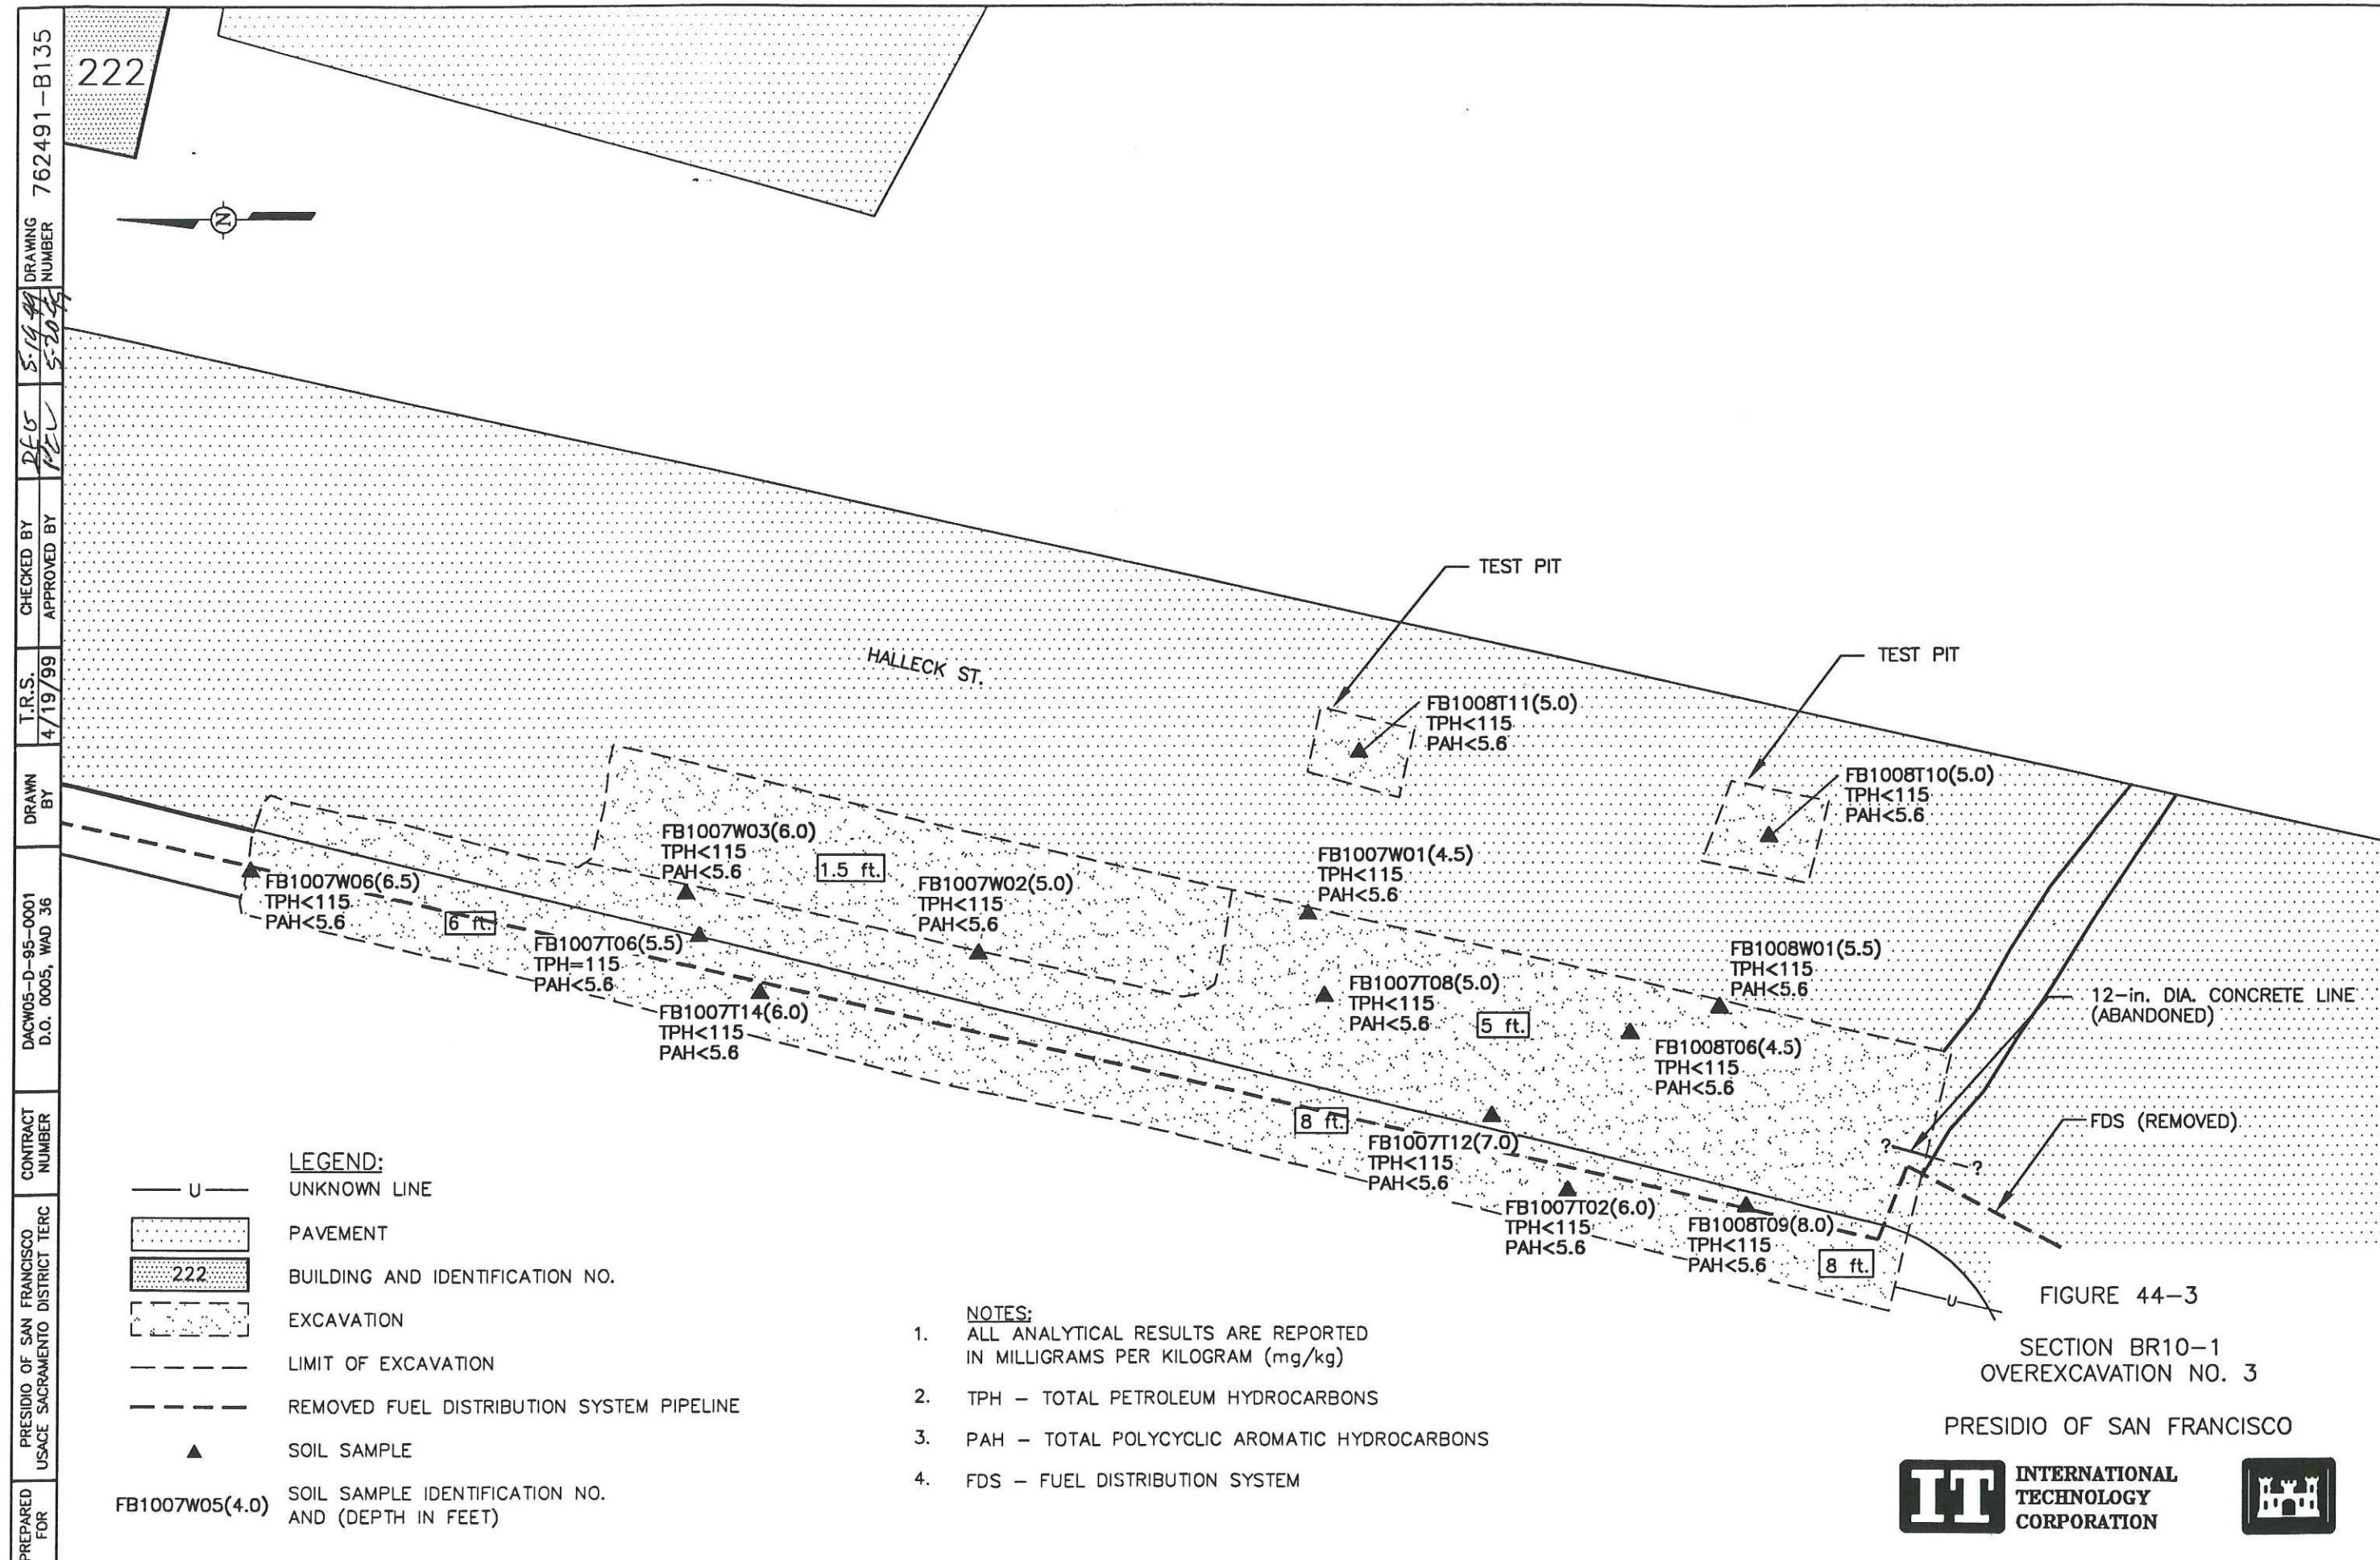 222
N
HALLECK ST.
TEST PIT
TEST PIT
FB1008T11(5.0)
TPH<115
PAH<5.6
FB1008T10(5.0)
TPH<115
PAH<5.6
FB1007W03(6.0)
TPH<115
PAH<5.6
1.5 ft.
FB1007W02(5.0)
TPH<115
PAH<5.6
FB1007W01(4.5)
TPH<115
PAH<5.6
FB1007W06(6.5)
TPH<115
PAH<5.6
6 ft.
FB1007T06(5.5)
TPH=115
PAH<5.6
FB1007T14(6.0)
TPH<115
PAH<5.6
FB1007T08(5.0)
TPH<115
PAH<5.6
5 ft.
FB1008W01(5.5)
TPH<115
PAH<5.6
FB1008T06(4.5)
TPH<115
PAH<5.6
12-in. DIA. CONCRETE LINE
(ABANDONED)
FDS (REMOVED)
?
?
8 ft.
FB1007T12(7.0)
TPH<115
PAH<5.6
FB1007T02(6.0)
TPH<115
PAH<5.6
FB1008T09(8.0)
TPH<115
PAH<5.6
8 ft.
U
LEGEND:
U UNKNOWN LINE
PAVEMENT
222 BUILDING AND IDENTIFICATION NO.
EXCAVATION
LIMIT OF EXCAVATION
REMOVED FUEL DISTRIBUTION SYSTEM PIPELINE
SOIL SAMPLE
FB1007W05(4.0) SOIL SAMPLE IDENTIFICATION NO.
AND (DEPTH IN FEET)
NOTES:
1. ALL ANALYTICAL RESULTS ARE REPORTED
IN MILLIGRAMS PER KILOGRAM (mg/kg)
2. TPH – TOTAL PETROLEUM HYDROCARBONS
3. PAH – TOTAL POLYCYCLIC AROMATIC HYDROCARBONS
4. FDS – FUEL DISTRIBUTION SYSTEM
FIGURE 44-3
SECTION BR10-1
OVEREXCAVATION NO. 3
PRESIDIO OF SAN FRANCISCO
IT
INTERNATIONAL
TECHNOLOGY
CORPORATION
PREPARED
FOR
PRESIDIO OF SAN FRANCISCO
USACE SACRAMENTO DISTRICT TERC
CONTRACT
NUMBER
DACW05-D-95-0001
D.O. 0005, WAD 36
DRAWN
BY
T.R.S.
4/19/99
CHECKED BY
APPROVED BY
DRAWING
NUMBER
762491-B135